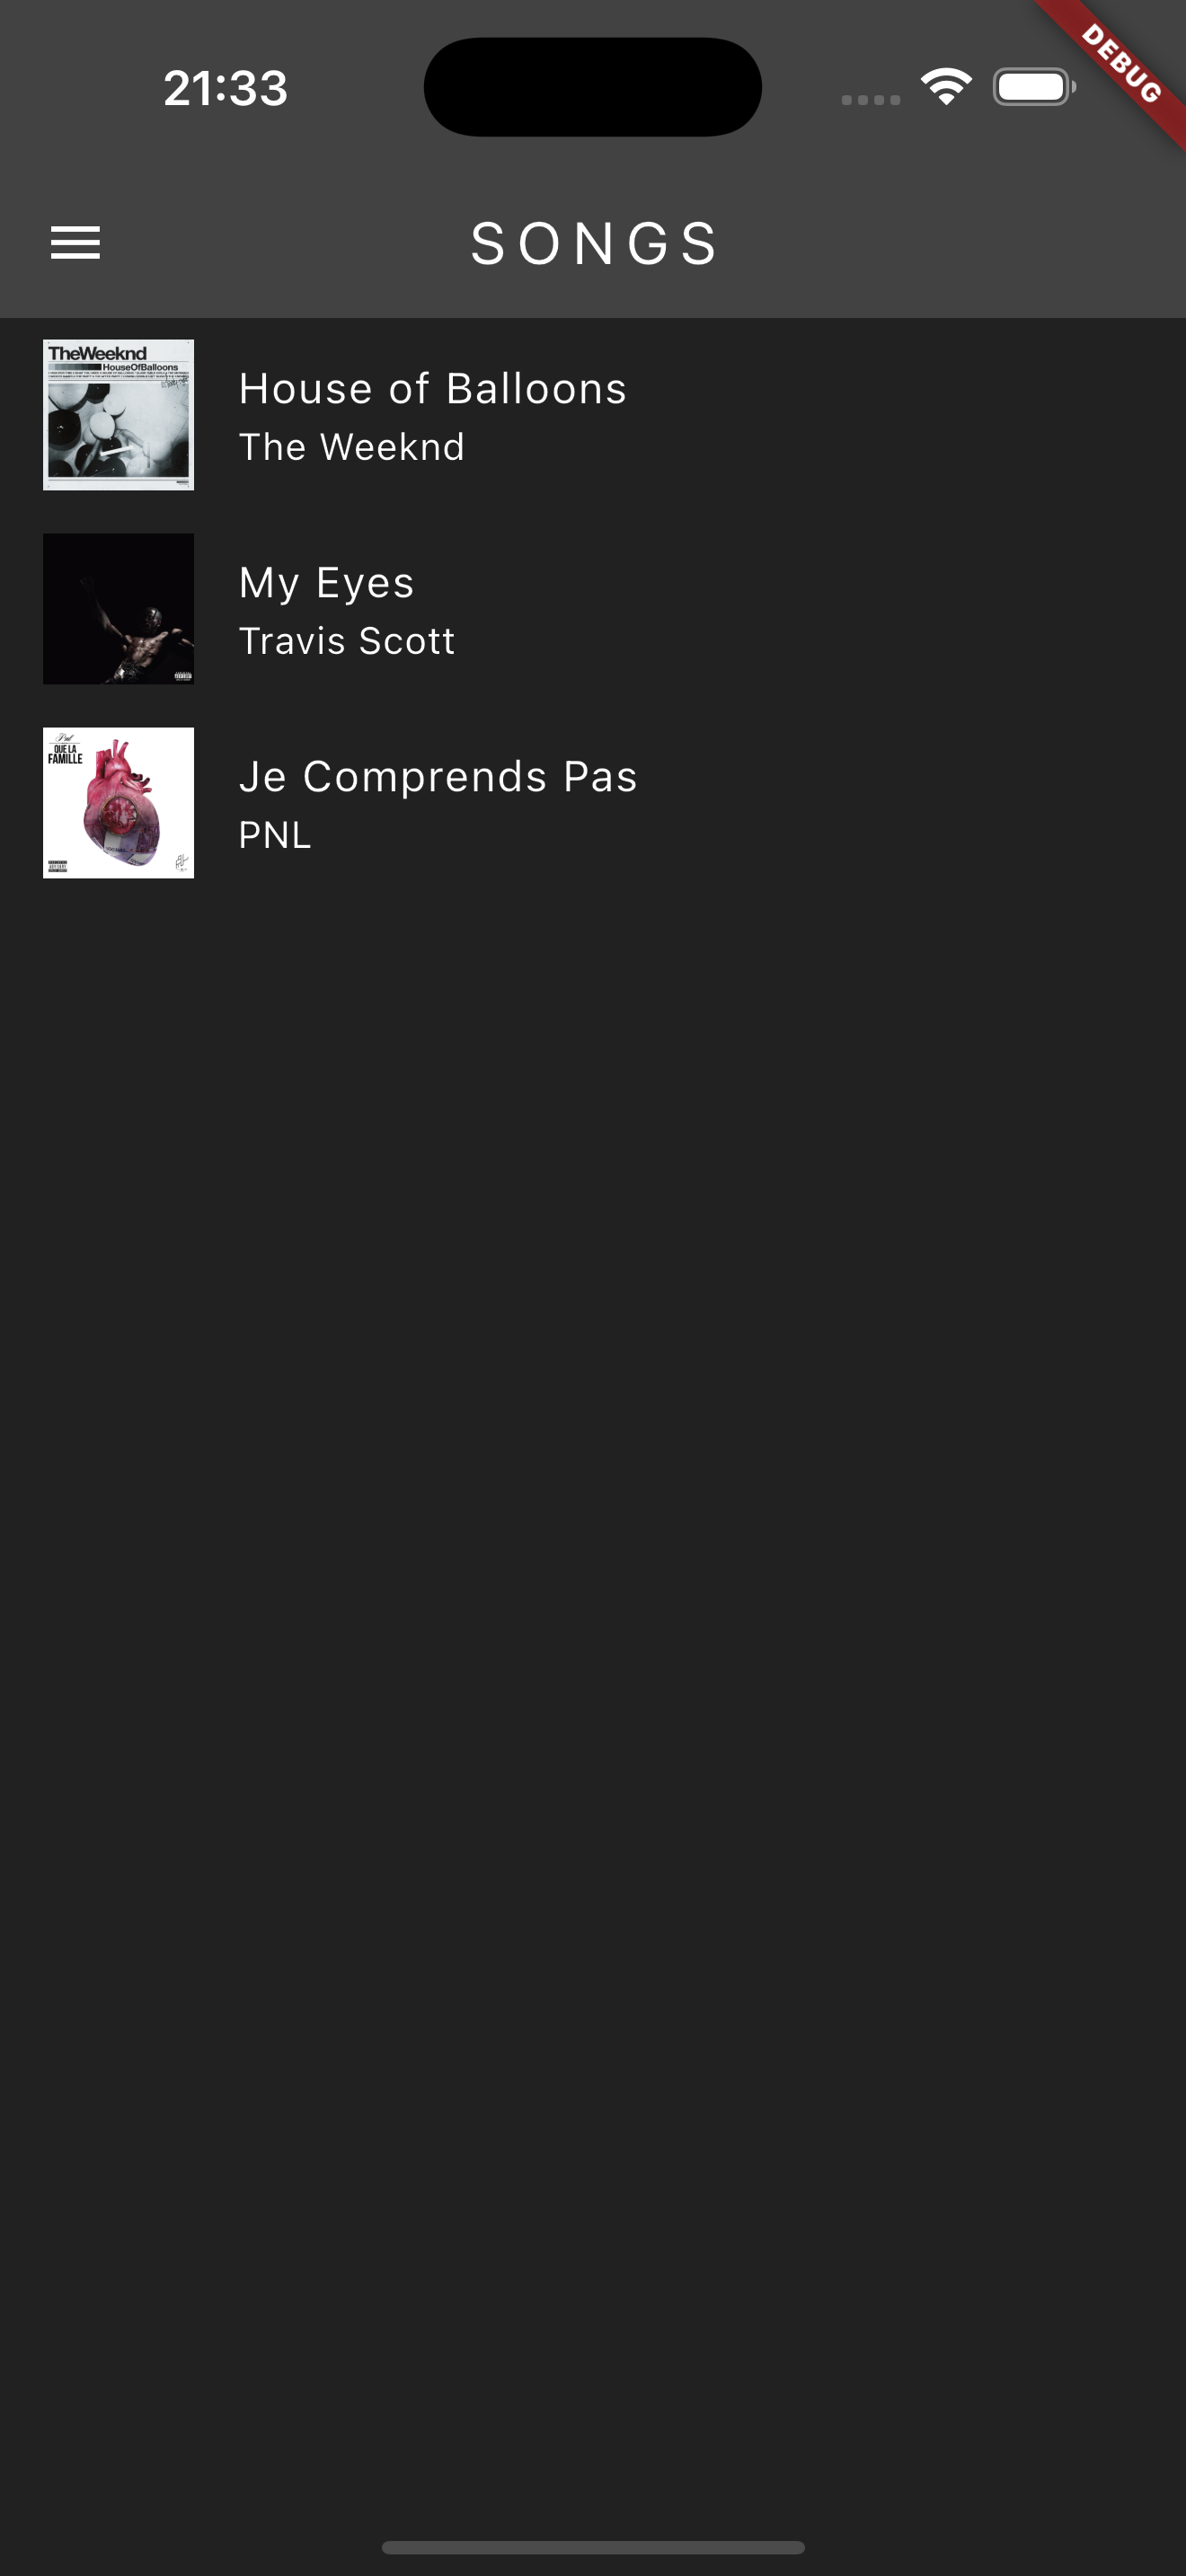 21:33
DEBUG
SONGS
TheWeeknd
HouseOfBalloons
House of Balloons
The Weeknd
My Eyes
Travis Scott
Pnl
QUE LA
FAMILLE
Je Comprends Pas
PNL